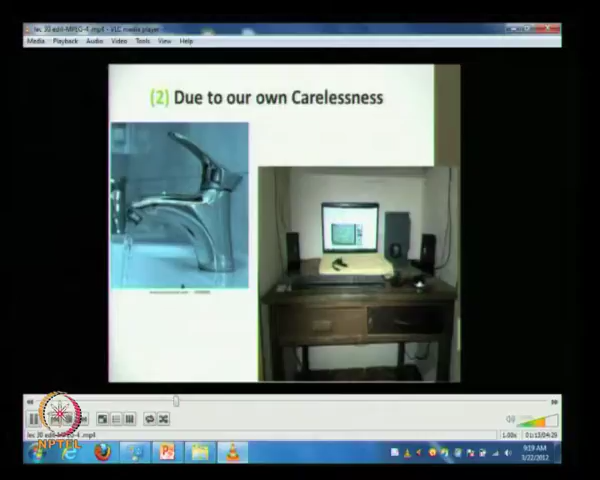 lec 30 edit-MPEG-4.mp4 - VLC media player
Media Playback Audio Video Tools View Help
(2) Due to our own Carelessness
lec 30 edit-MPEG-4.mp4
1.00x 01:13/04:29
NPTEL
9:19 AM
3/22/2012